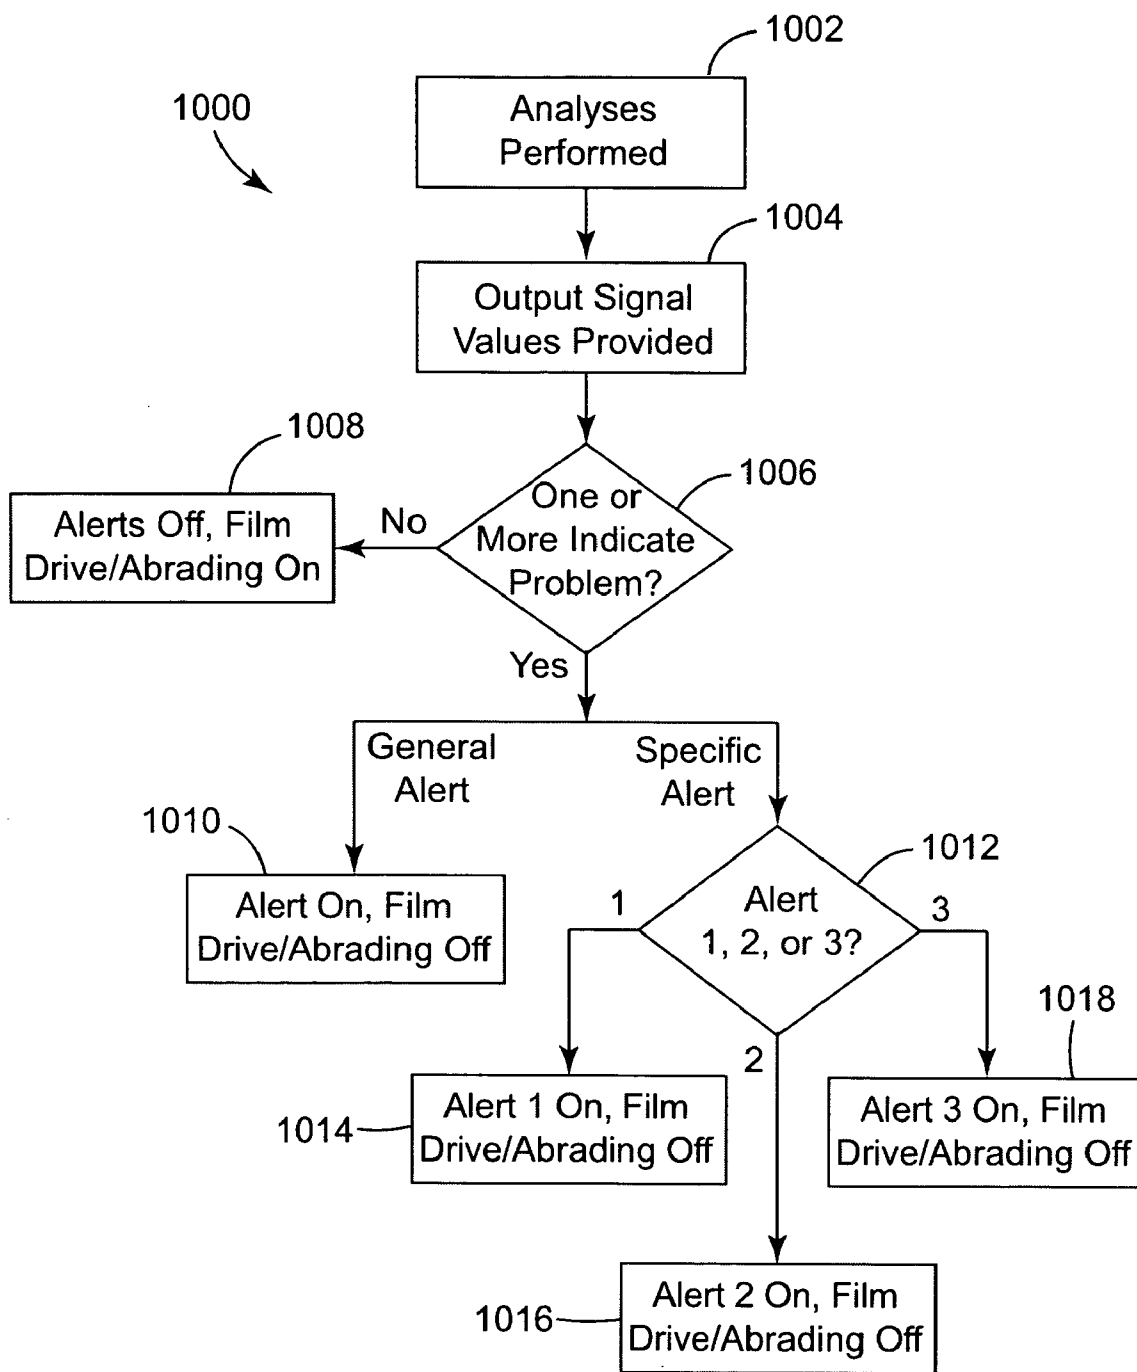 1002
Analyses
Performed
1000
1004
Output Signal
Values Provided
1008
1006
One or
More Indicate
Problem?
No
Alerts Off, Film
Drive/Abrading On
Yes
General
Alert
Specific
Alert
1010
Alert On, Film
Drive/Abrading Off
1012
Alert
1, 2, or 3?
1
3
2
1018
1014
Alert 1 On, Film
Drive/Abrading Off
Alert 3 On, Film
Drive/Abrading Off
1016
Alert 2 On, Film
Drive/Abrading Off